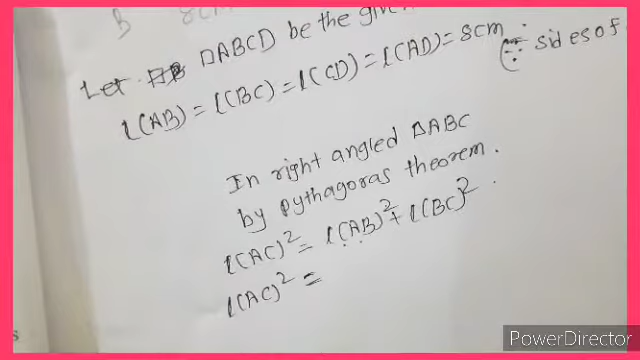 B 8cm
Let □ABCD be the given
l(AB) = l(BC) = l(CD) = l(AD) = 8cm. (∵ sides of
In right angled △ABC
by pythagoras theorem.
l(AC)² = l(AB)² + l(BC)².
l(AC)² =
s
PowerDirector